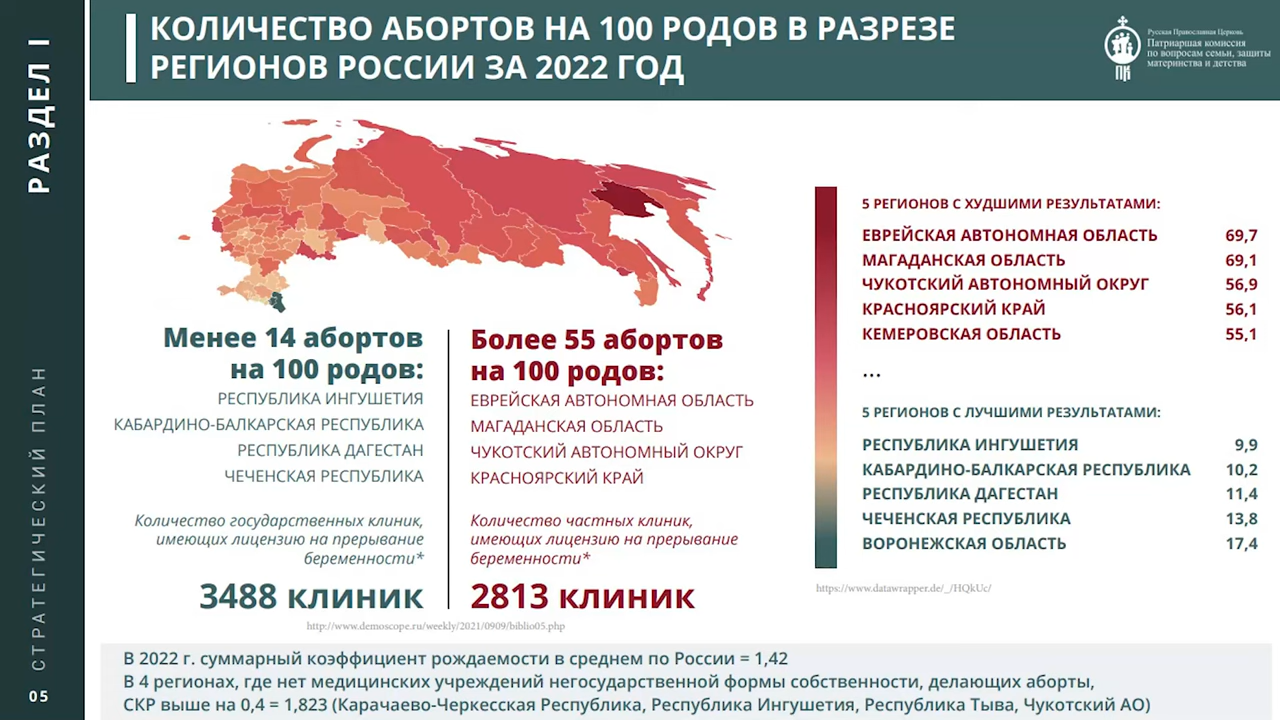 РАЗДЕЛ I
СТРАТЕГИЧЕСКИЙ ПЛАН
05
КОЛИЧЕСТВО АБОРТОВ НА 100 РОДОВ В РАЗРЕЗЕ
РЕГИОНОВ РОССИИ ЗА 2022 ГОД
Русская Православная Церковь
Патриаршая комиссия
по вопросам семьи, защиты
материнства и детства
ПК
Менее 14 абортов
на 100 родов:
РЕСПУБЛИКА ИНГУШЕТИЯ
КАБАРДИНО-БАЛКАРСКАЯ РЕСПУБЛИКА
РЕСПУБЛИКА ДАГЕСТАН
ЧЕЧЕНСКАЯ РЕСПУБЛИКА
Количество государственных клиник,
имеющих лицензию на прерывание
беременности*
3488 клиник
Более 55 абортов
на 100 родов:
ЕВРЕЙСКАЯ АВТОНОМНАЯ ОБЛАСТЬ
МАГАДАНСКАЯ ОБЛАСТЬ
ЧУКОТСКИЙ АВТОНОМНЫЙ ОКРУГ
КРАСНОЯРСКИЙ КРАЙ
Количество частных клиник,
имеющих лицензию на прерывание
беременности*
2813 клиник
http://www.demoscope.ru/weekly/2021/0909/biblio05.php
5 РЕГИОНОВ С ХУДШИМИ РЕЗУЛЬТАТАМИ:
ЕВРЕЙСКАЯ АВТОНОМНАЯ ОБЛАСТЬ 69,7
МАГАДАНСКАЯ ОБЛАСТЬ 69,1
ЧУКОТСКИЙ АВТОНОМНЫЙ ОКРУГ 56,9
КРАСНОЯРСКИЙ КРАЙ 56,1
КЕМЕРОВСКАЯ ОБЛАСТЬ 55,1
...
5 РЕГИОНОВ С ЛУЧШИМИ РЕЗУЛЬТАТАМИ:
РЕСПУБЛИКА ИНГУШЕТИЯ 9,9
КАБАРДИНО-БАЛКАРСКАЯ РЕСПУБЛИКА 10,2
РЕСПУБЛИКА ДАГЕСТАН 11,4
ЧЕЧЕНСКАЯ РЕСПУБЛИКА 13,8
ВОРОНЕЖСКАЯ ОБЛАСТЬ 17,4
https://www.datawrapper.de/_/HQkUc/
В 2022 г. суммарный коэффициент рождаемости в среднем по России = 1,42
В 4 регионах, где нет медицинских учреждений негосударственной формы собственности, делающих аборты,
СКР выше на 0,4 = 1,823 (Карачаево-Черкесская Республика, Республика Ингушетия, Республика Тыва, Чукотский АО)